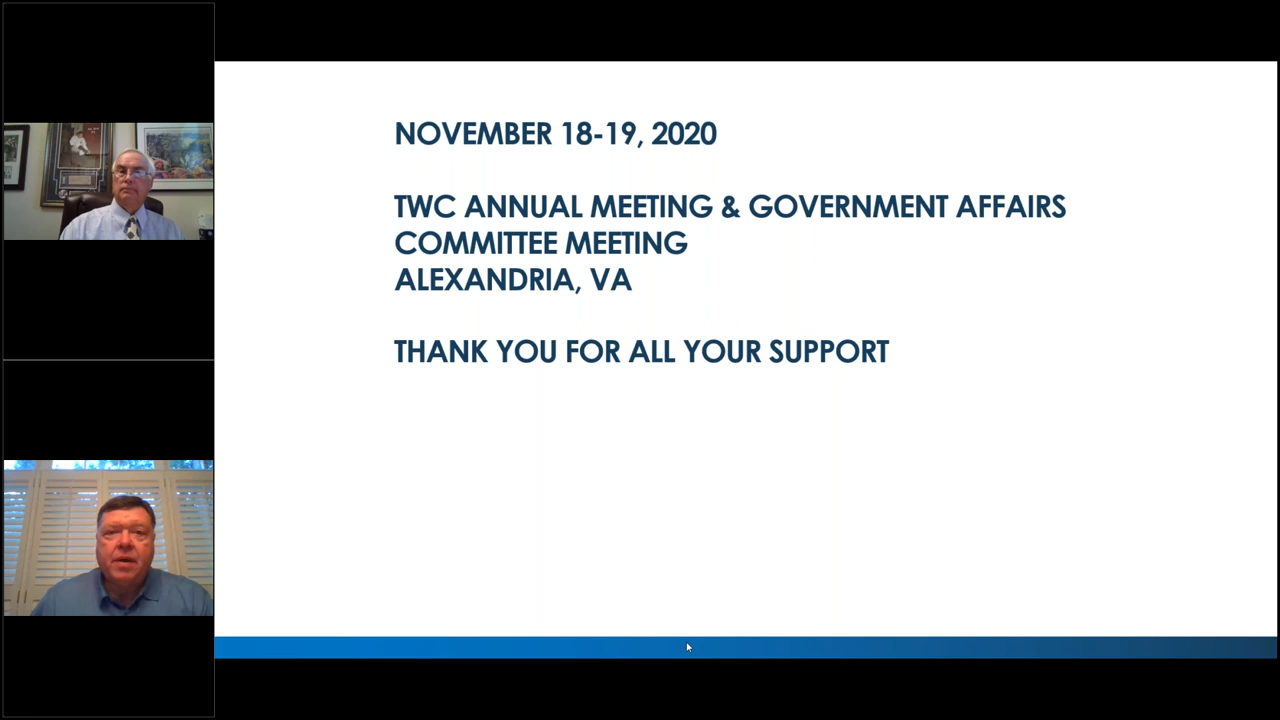 NOVEMBER 18-19, 2020
TWC ANNUAL MEETING & GOVERNMENT AFFAIRS
COMMITTEE MEETING
ALEXANDRIA, VA
THANK YOU FOR ALL YOUR SUPPORT